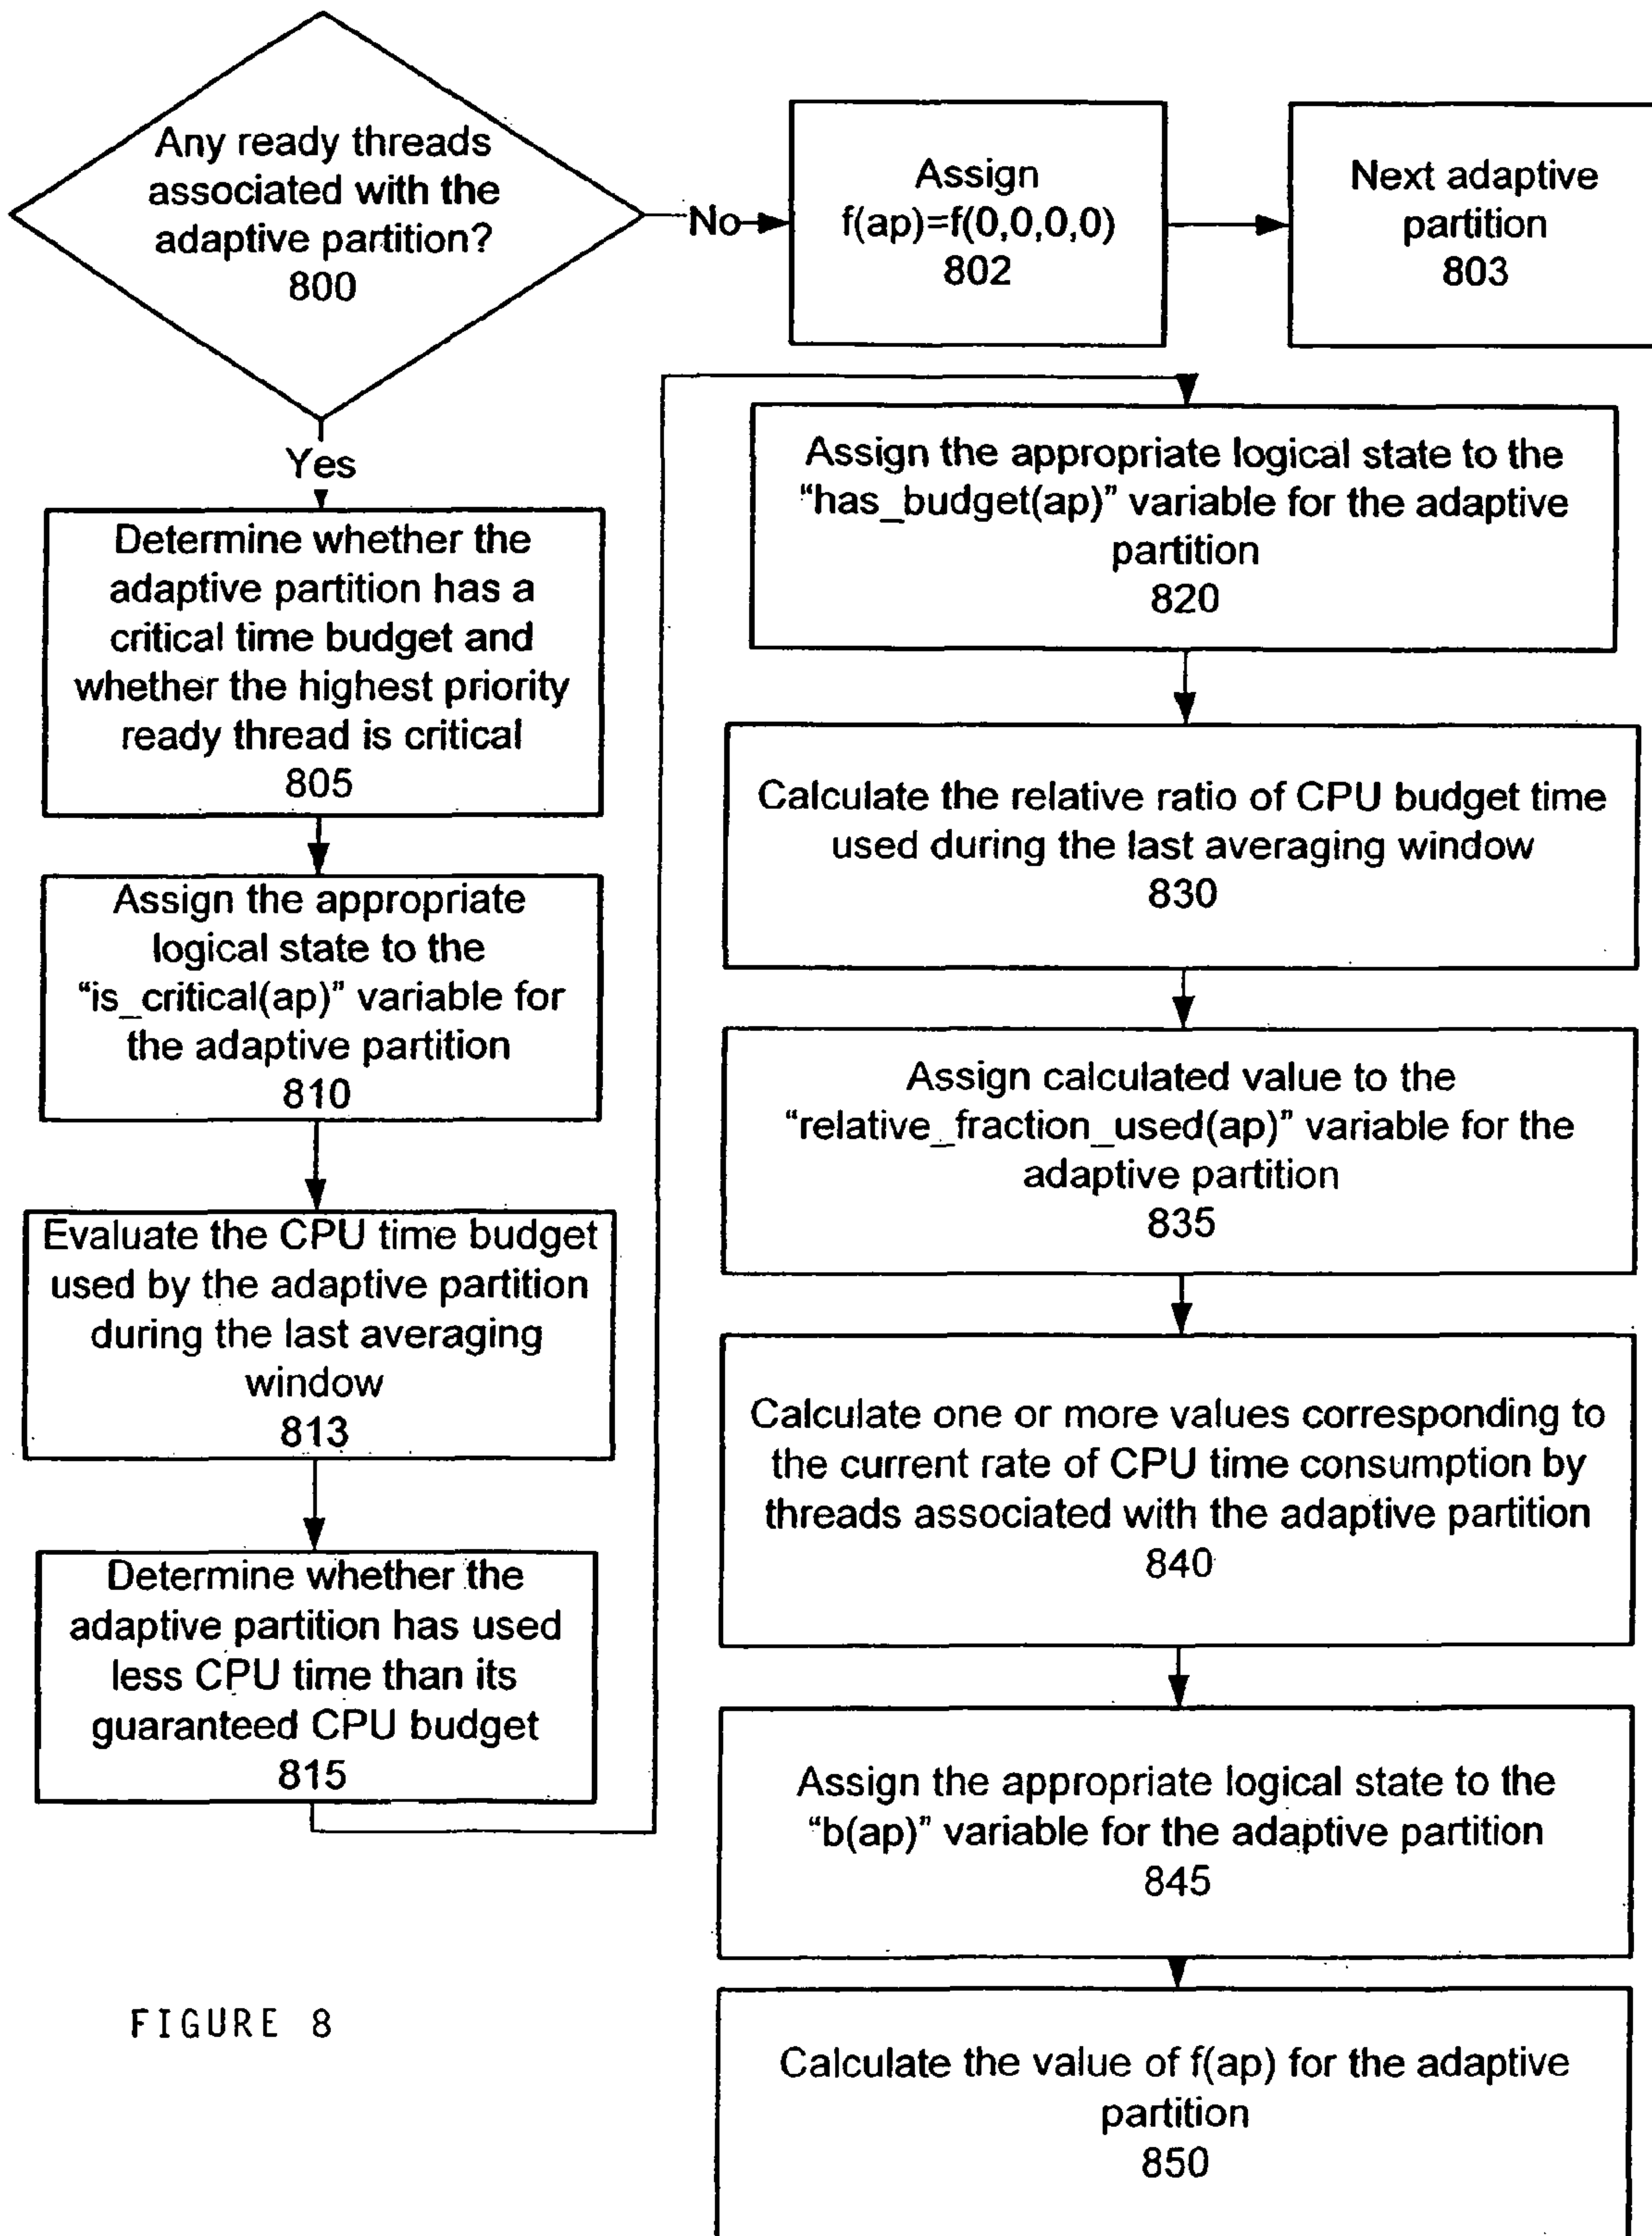 Any ready threads
associated with the
adaptive partition?
800
No
Assign
f(ap)=f(0,0,0,0)
802
Next adaptive
partition
803
Yes
Determine whether the
adaptive partition has a
critical time budget and
whether the highest priority
ready thread is critical
805
Assign the appropriate
logical state to the
“is_critical(ap)” variable for
the adaptive partition
810
Evaluate the CPU time budget
used by the adaptive partition
during the last averaging
window
813
Determine whether the
adaptive partition has used
less CPU time than its
guaranteed CPU budget
815
Assign the appropriate logical state to the
“has_budget(ap)” variable for the adaptive
partition
820
Calculate the relative ratio of CPU budget time
used during the last averaging window
830
Assign calculated value to the
“relative_fraction_used(ap)” variable for the
adaptive partition
835
Calculate one or more values corresponding to
the current rate of CPU time consumption by
threads associated with the adaptive partition
840
Assign the appropriate logical state to the
“b(ap)” variable for the adaptive partition
845
Calculate the value of f(ap) for the adaptive
partition
850
FIGURE 8